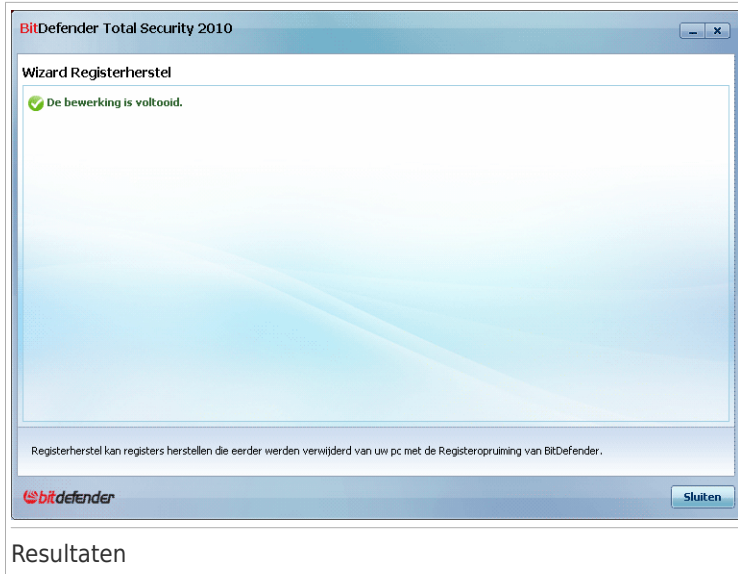 BitDefender Total Security 2010
Wizard Registerherstel
De bewerking is voltooid.
Registerherstel kan registers herstellen die eerder werden verwijderd van uw pc met de Registeropruiming van BitDefender.
bitdefender
Sluiten
Resultaten